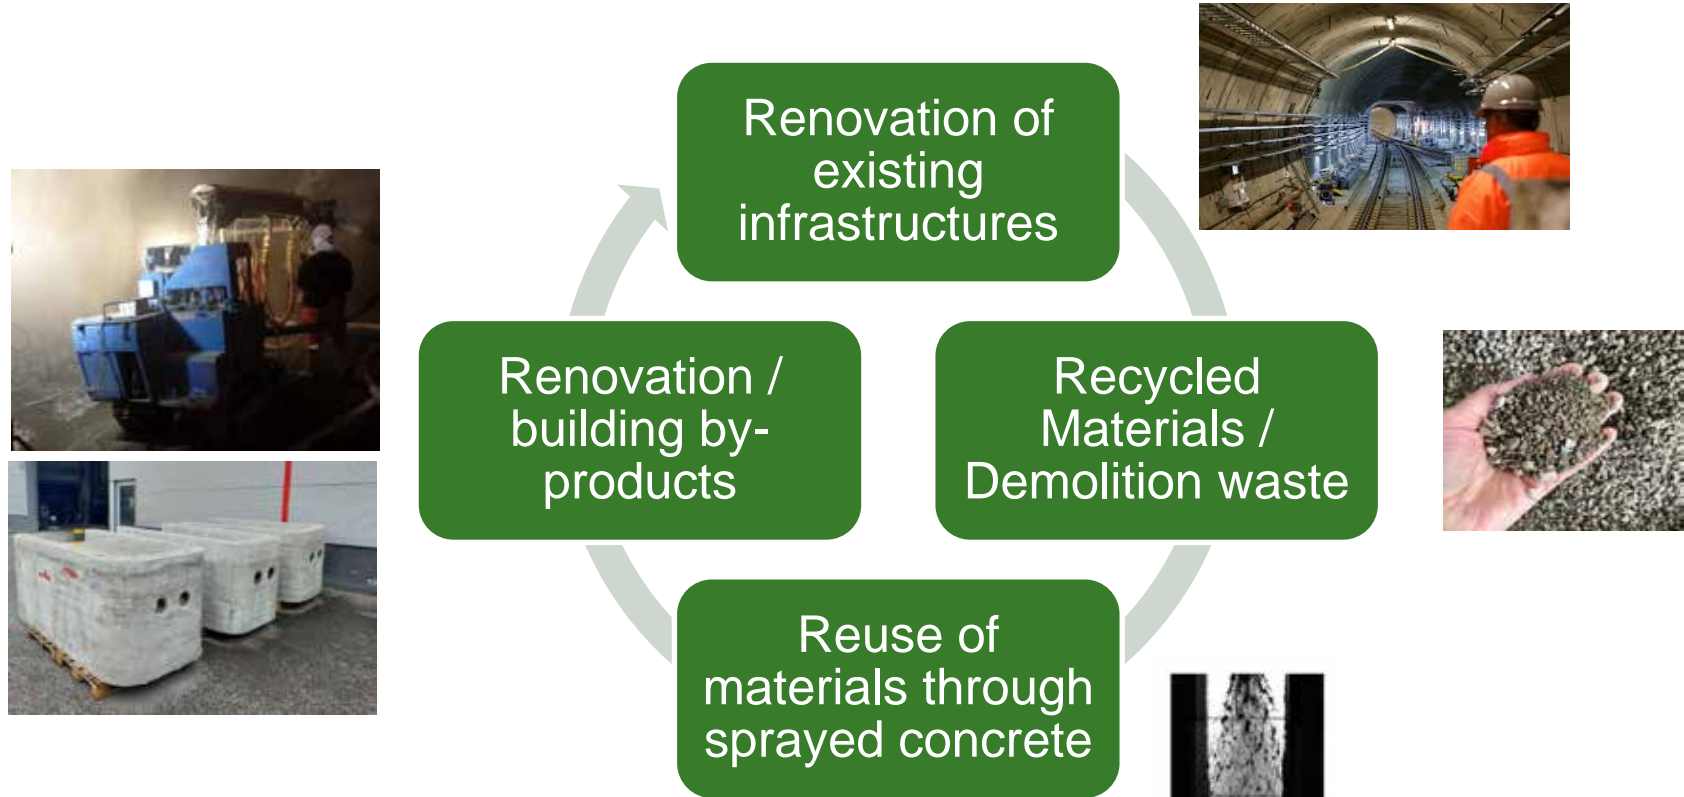 Renovation of
existing
infrastructures
Recycled
Materials /
Demolition waste
Reuse of
materials through
sprayed concrete
Renovation /
building by-
products